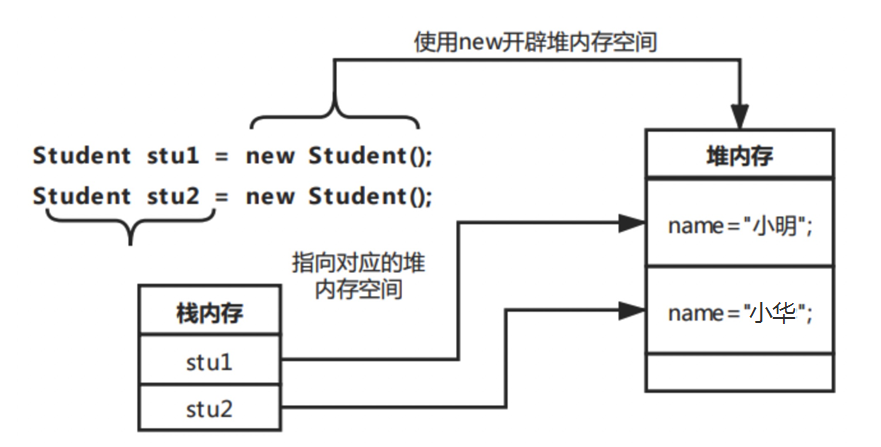 使用new开辟堆内存空间
Student stu1 = new Student();
Student stu2 = new Student();
堆内存
name="小明";
name="小华";
指向对应的堆
内存空间
栈内存
stu1
stu2